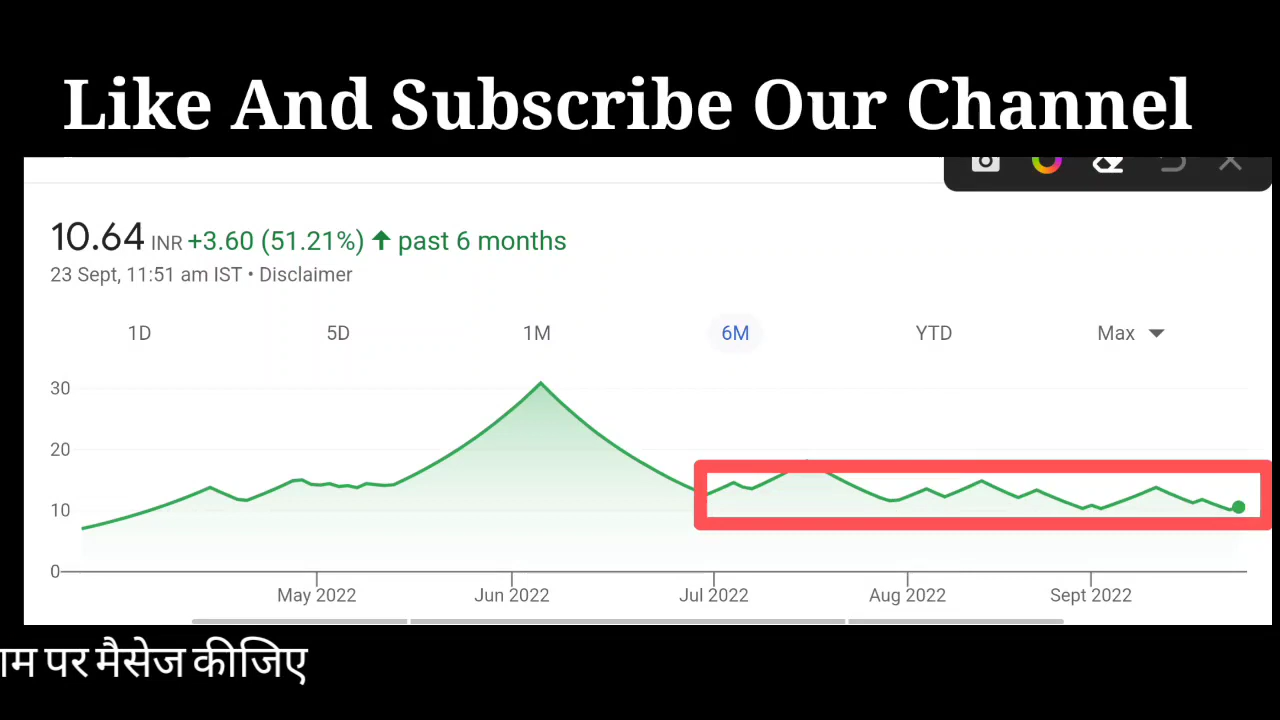 Like And Subscribe Our Channel
10.64 INR +3.60 (51.21%) ↑ past 6 months
23 Sept, 11:51 am IST • Disclaimer
1D 5D 1M 6M YTD Max
30
20
10
0
May 2022 Jun 2022 Jul 2022 Aug 2022 Sept 2022
पर मैसेज कीजिए